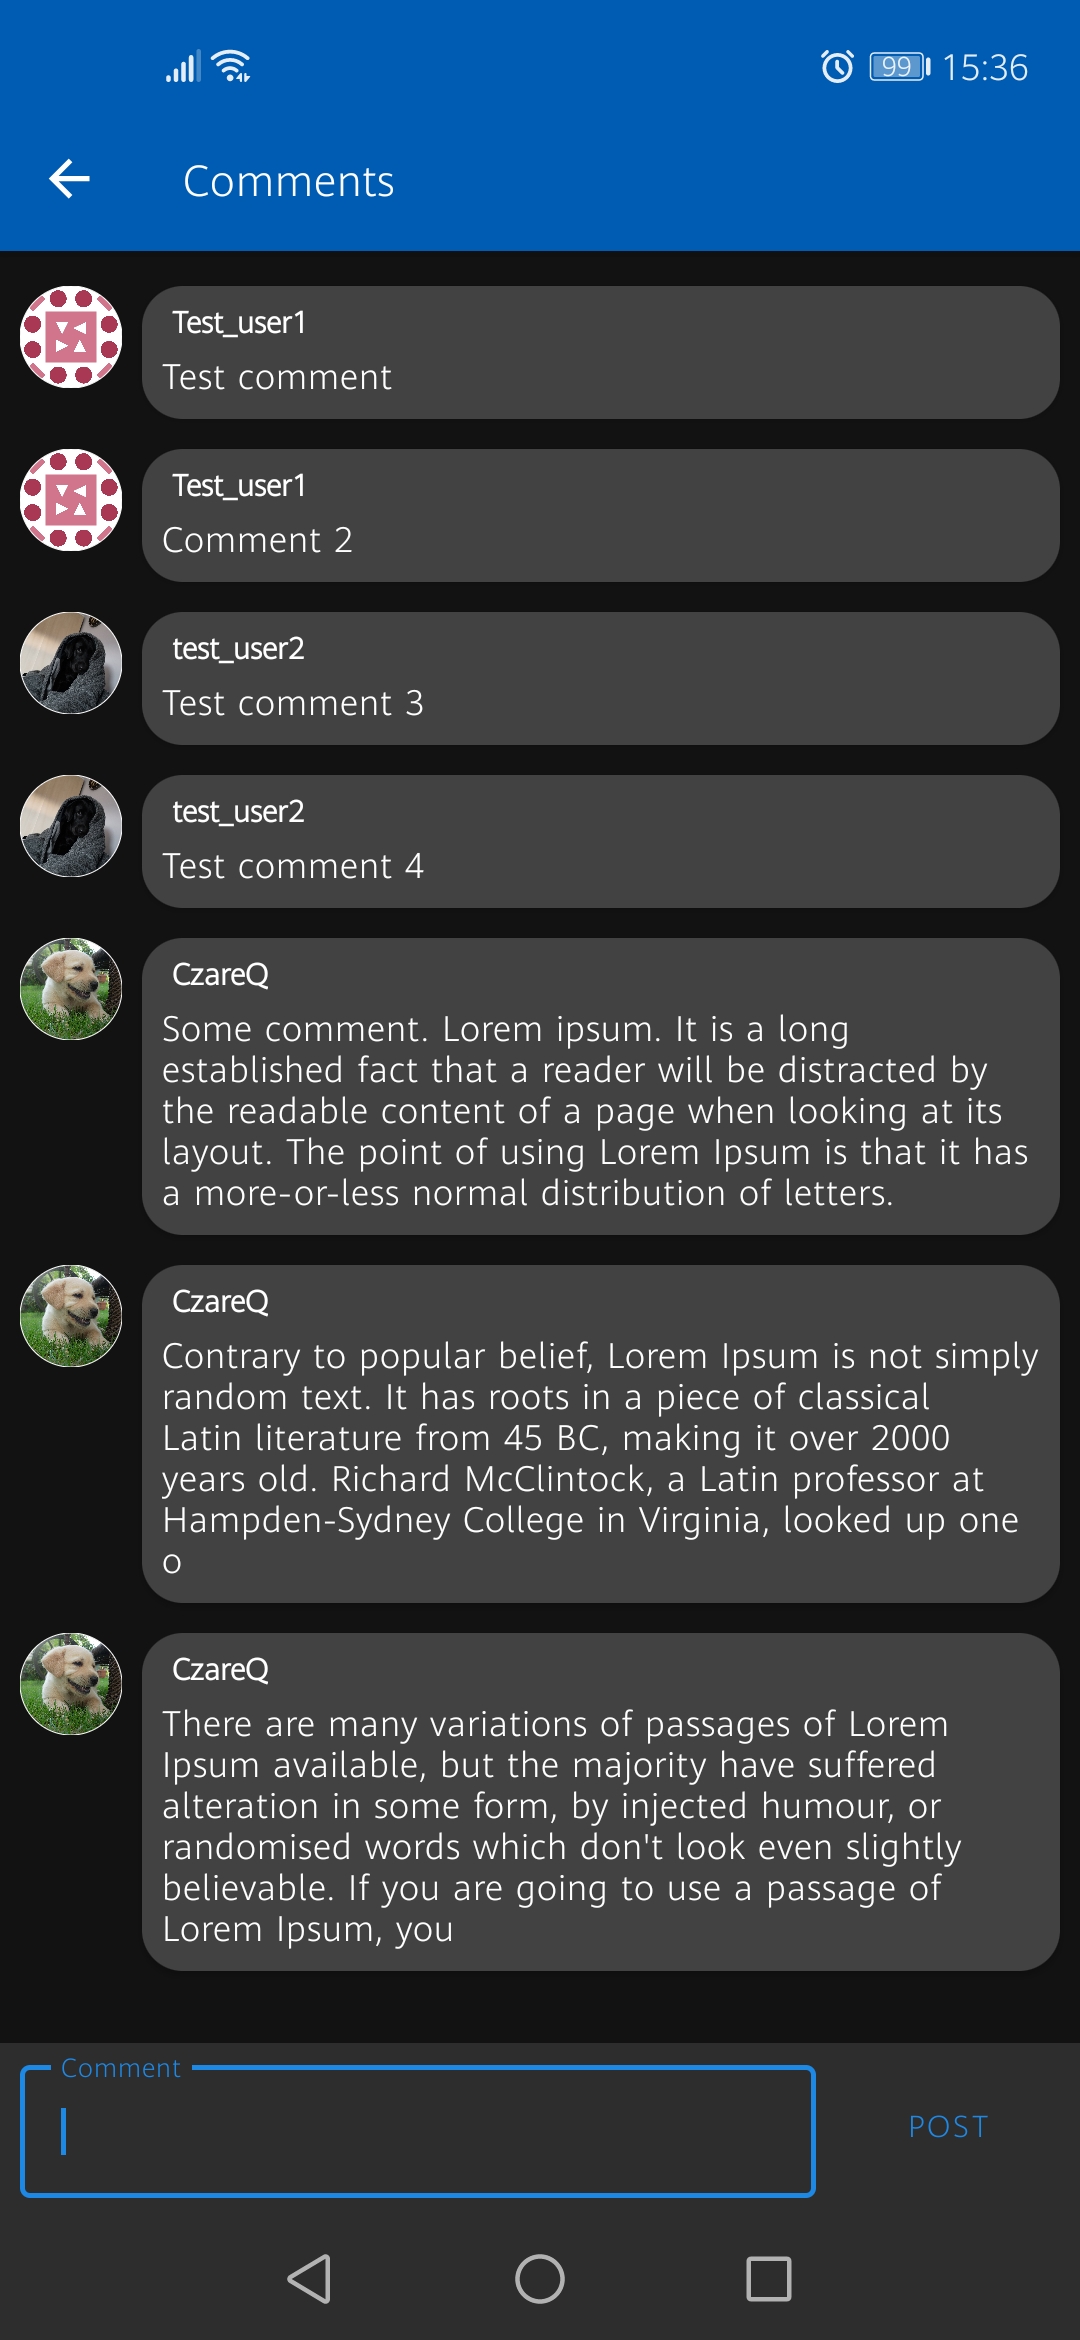 99 15:36
Comments
Test_user1
Test comment
Test_user1
Comment 2
test_user2
Test comment 3
test_user2
Test comment 4
CzareQ
Some comment. Lorem ipsum. It is a long
established fact that a reader will be distracted by
the readable content of a page when looking at its
layout. The point of using Lorem Ipsum is that it has
a more-or-less normal distribution of letters.
CzareQ
Contrary to popular belief, Lorem Ipsum is not simply
random text. It has roots in a piece of classical
Latin literature from 45 BC, making it over 2000
years old. Richard McClintock, a Latin professor at
Hampden-Sydney College in Virginia, looked up one
o
CzareQ
There are many variations of passages of Lorem
Ipsum available, but the majority have suffered
alteration in some form, by injected humour, or
randomised words which don't look even slightly
believable. If you are going to use a passage of
Lorem Ipsum, you
Comment
POST